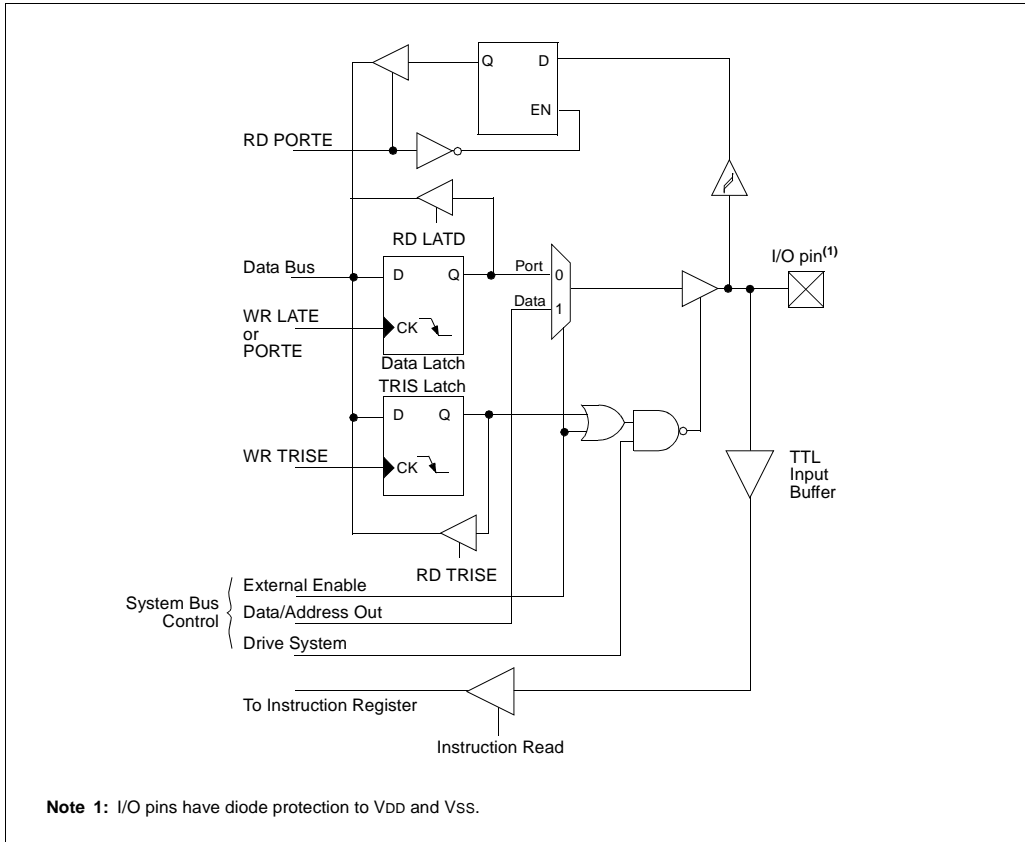 Q
D
EN
RD PORTE
RD LATD
I/O pin(1)
Data Bus
D
Q
Port
0
Data
1
WR LATE
or
PORTE
CK
Data Latch
TRIS Latch
D
Q
WR TRISE
CK
TTL
Input
Buffer
RD TRISE
System Bus
Control
External Enable
Data/Address Out
Drive System
To Instruction Register
Instruction Read
Note 1: I/O pins have diode protection to VDD and VSS.